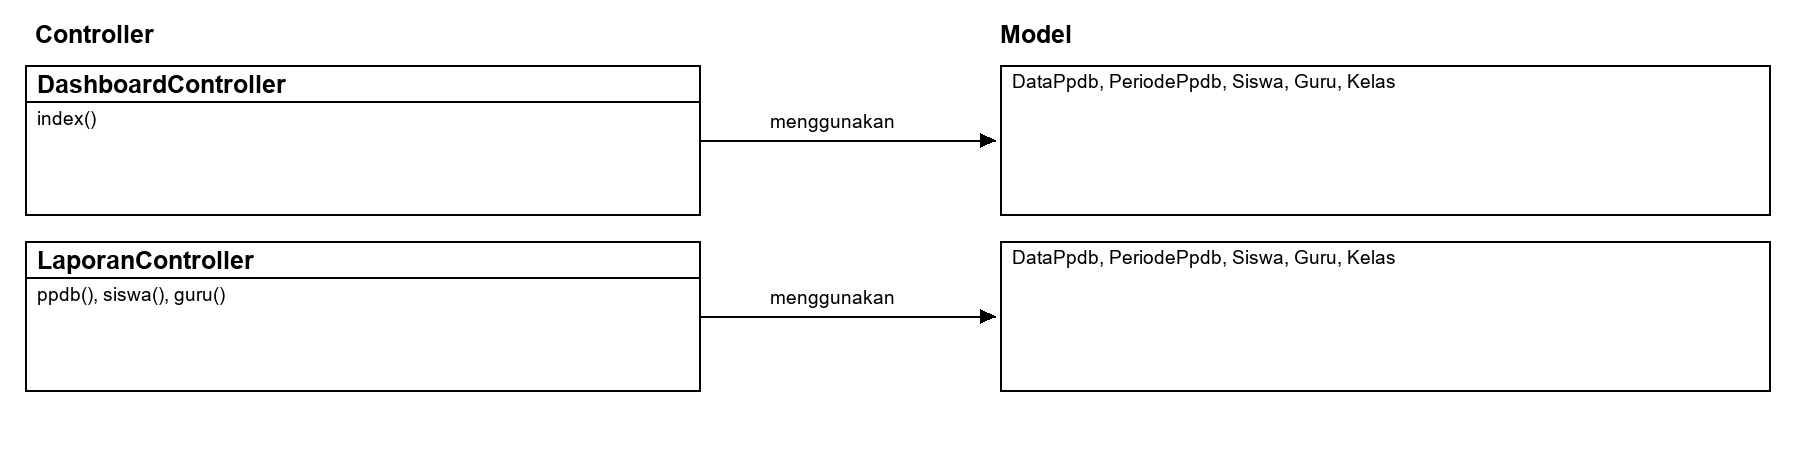 Controller
Model
DashboardController
index()
menggunakan
DataPpdb, PeriodePpdb, Siswa, Guru, Kelas
LaporanController
ppdb(), siswa(), guru()
menggunakan
DataPpdb, PeriodePpdb, Siswa, Guru, Kelas